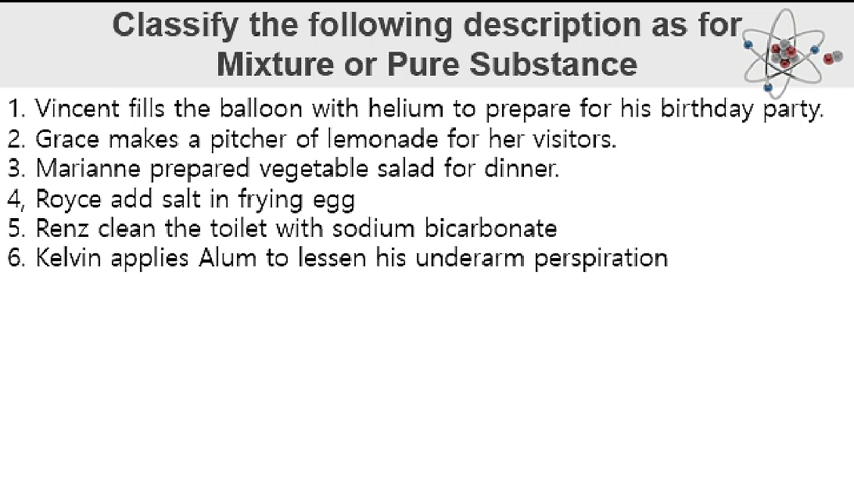 Classify the following description as for
Mixture or Pure Substance
1. Vincent fills the balloon with helium to prepare for his birthday party.
2. Grace makes a pitcher of lemonade for her visitors.
3. Marianne prepared vegetable salad for dinner.
4, Royce add salt in frying egg
5. Renz clean the toilet with sodium bicarbonate
6. Kelvin applies Alum to lessen his underarm perspiration